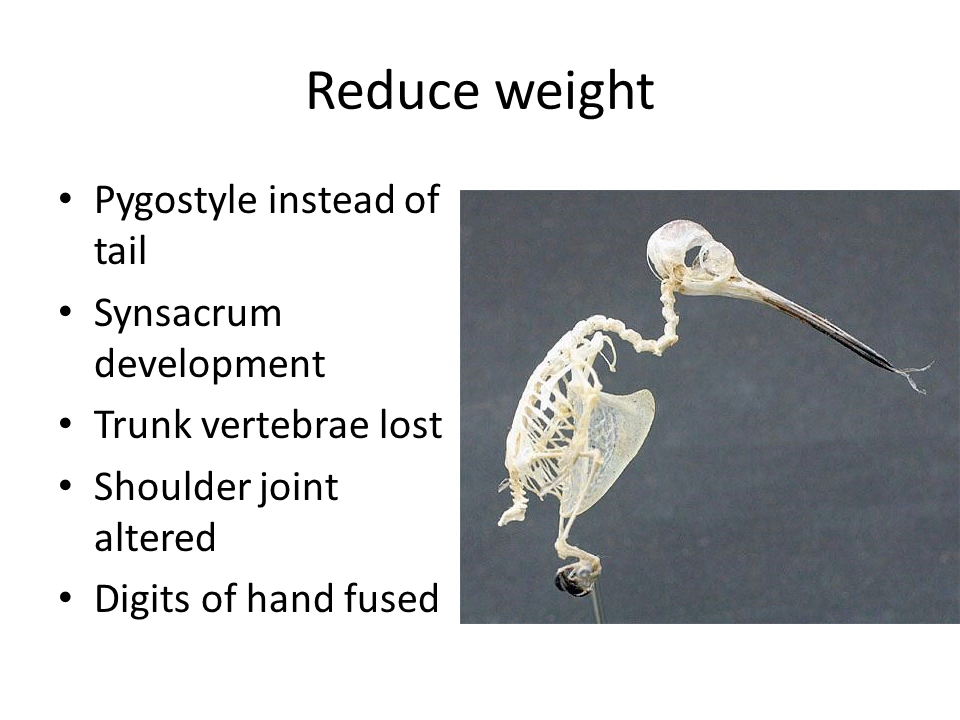 Reduce weight
• Pygostyle instead of
tail
• Synsacrum
development
• Trunk vertebrae lost
• Shoulder joint
altered
• Digits of hand fused